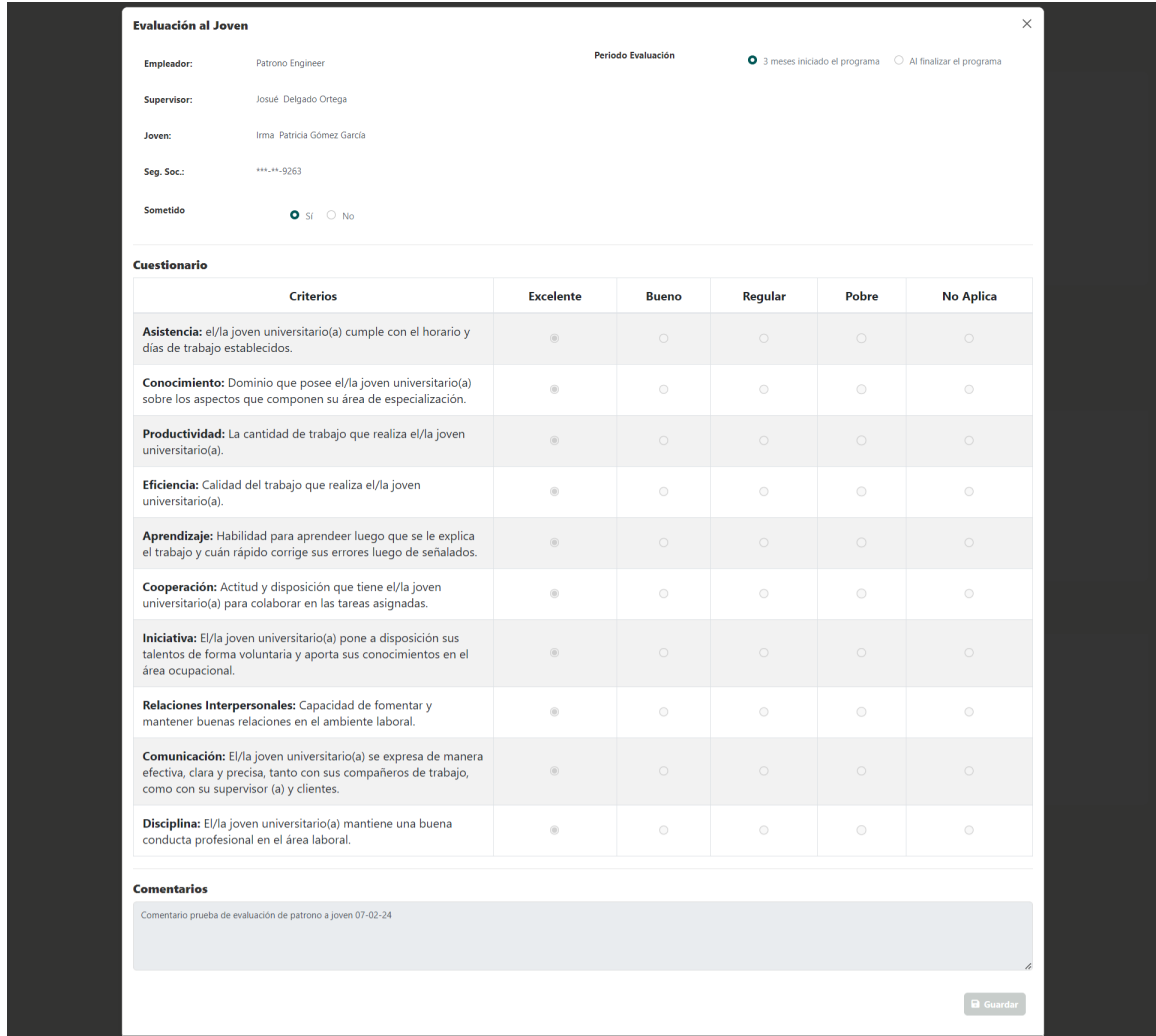 Evaluación al Joven
Empleador: Patrono Engineer
Periodo Evaluación 3 meses iniciado el programa Al finalizar el programa
Supervisor: Josué Delgado Ortega
Joven: Irma Patricia Gómez García
Seg. Soc.: ***-**-9263
Sometido Sí No
Cuestionario
Criterios Excelente Bueno Regular Pobre No Aplica
Asistencia: el/la joven universitario(a) cumple con el horario y
días de trabajo establecidos.
Conocimiento: Dominio que posee el/la joven universitario(a)
sobre los aspectos que componen su área de especialización.
Productividad: La cantidad de trabajo que realiza el/la joven
universitario(a).
Eficiencia: Calidad del trabajo que realiza el/la joven
universitario(a).
Aprendizaje: Habilidad para aprendeer luego que se le explica
el trabajo y cuán rápido corrige sus errores luego de señalados.
Cooperación: Actitud y disposición que tiene el/la joven
universitario(a) para colaborar en las tareas asignadas.
Iniciativa: El/la joven universitario(a) pone a disposición sus
talentos de forma voluntaria y aporta sus conocimientos en el
área ocupacional.
Relaciones Interpersonales: Capacidad de fomentar y
mantener buenas relaciones en el ambiente laboral.
Comunicación: El/la joven universitario(a) se expresa de manera
efectiva, clara y precisa, tanto con sus compañeros de trabajo,
como con su supervisor (a) y clientes.
Disciplina: El/la joven universitario(a) mantiene una buena
conducta profesional en el área laboral.
Comentarios
Comentario prueba de evaluación de patrono a joven 07-02-24
Guardar